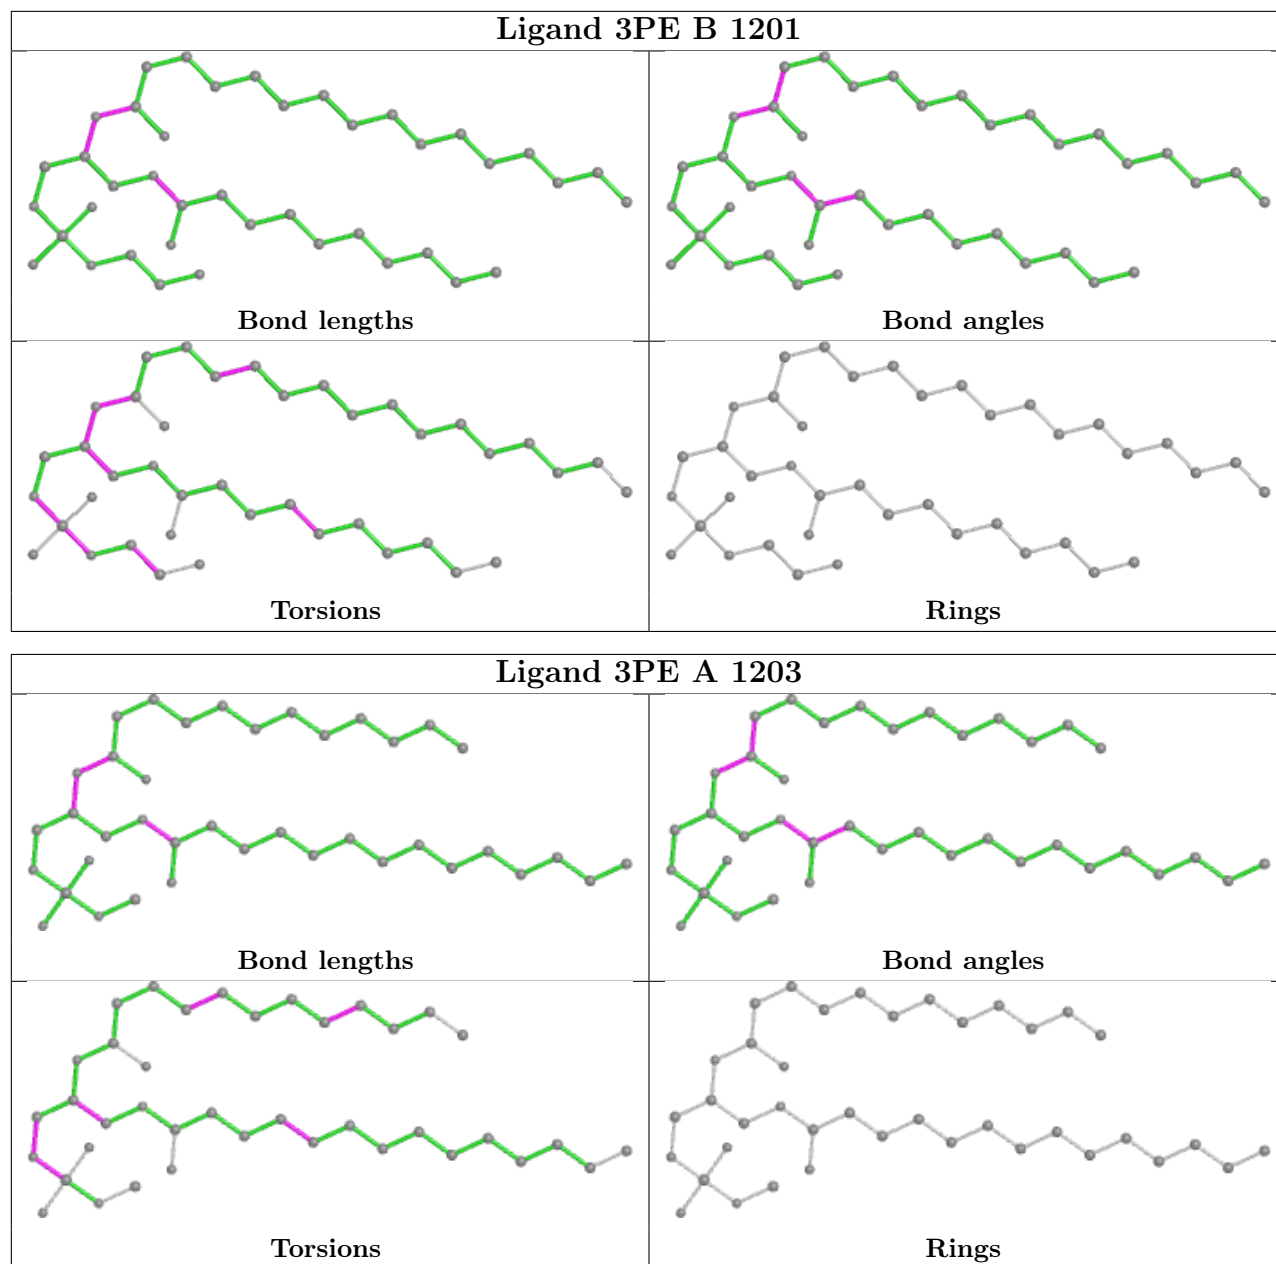 Ligand 3PE B 1201
Bond lengths
Bond angles
Torsions
Rings
Ligand 3PE A 1203
Bond lengths
Bond angles
Torsions
Rings